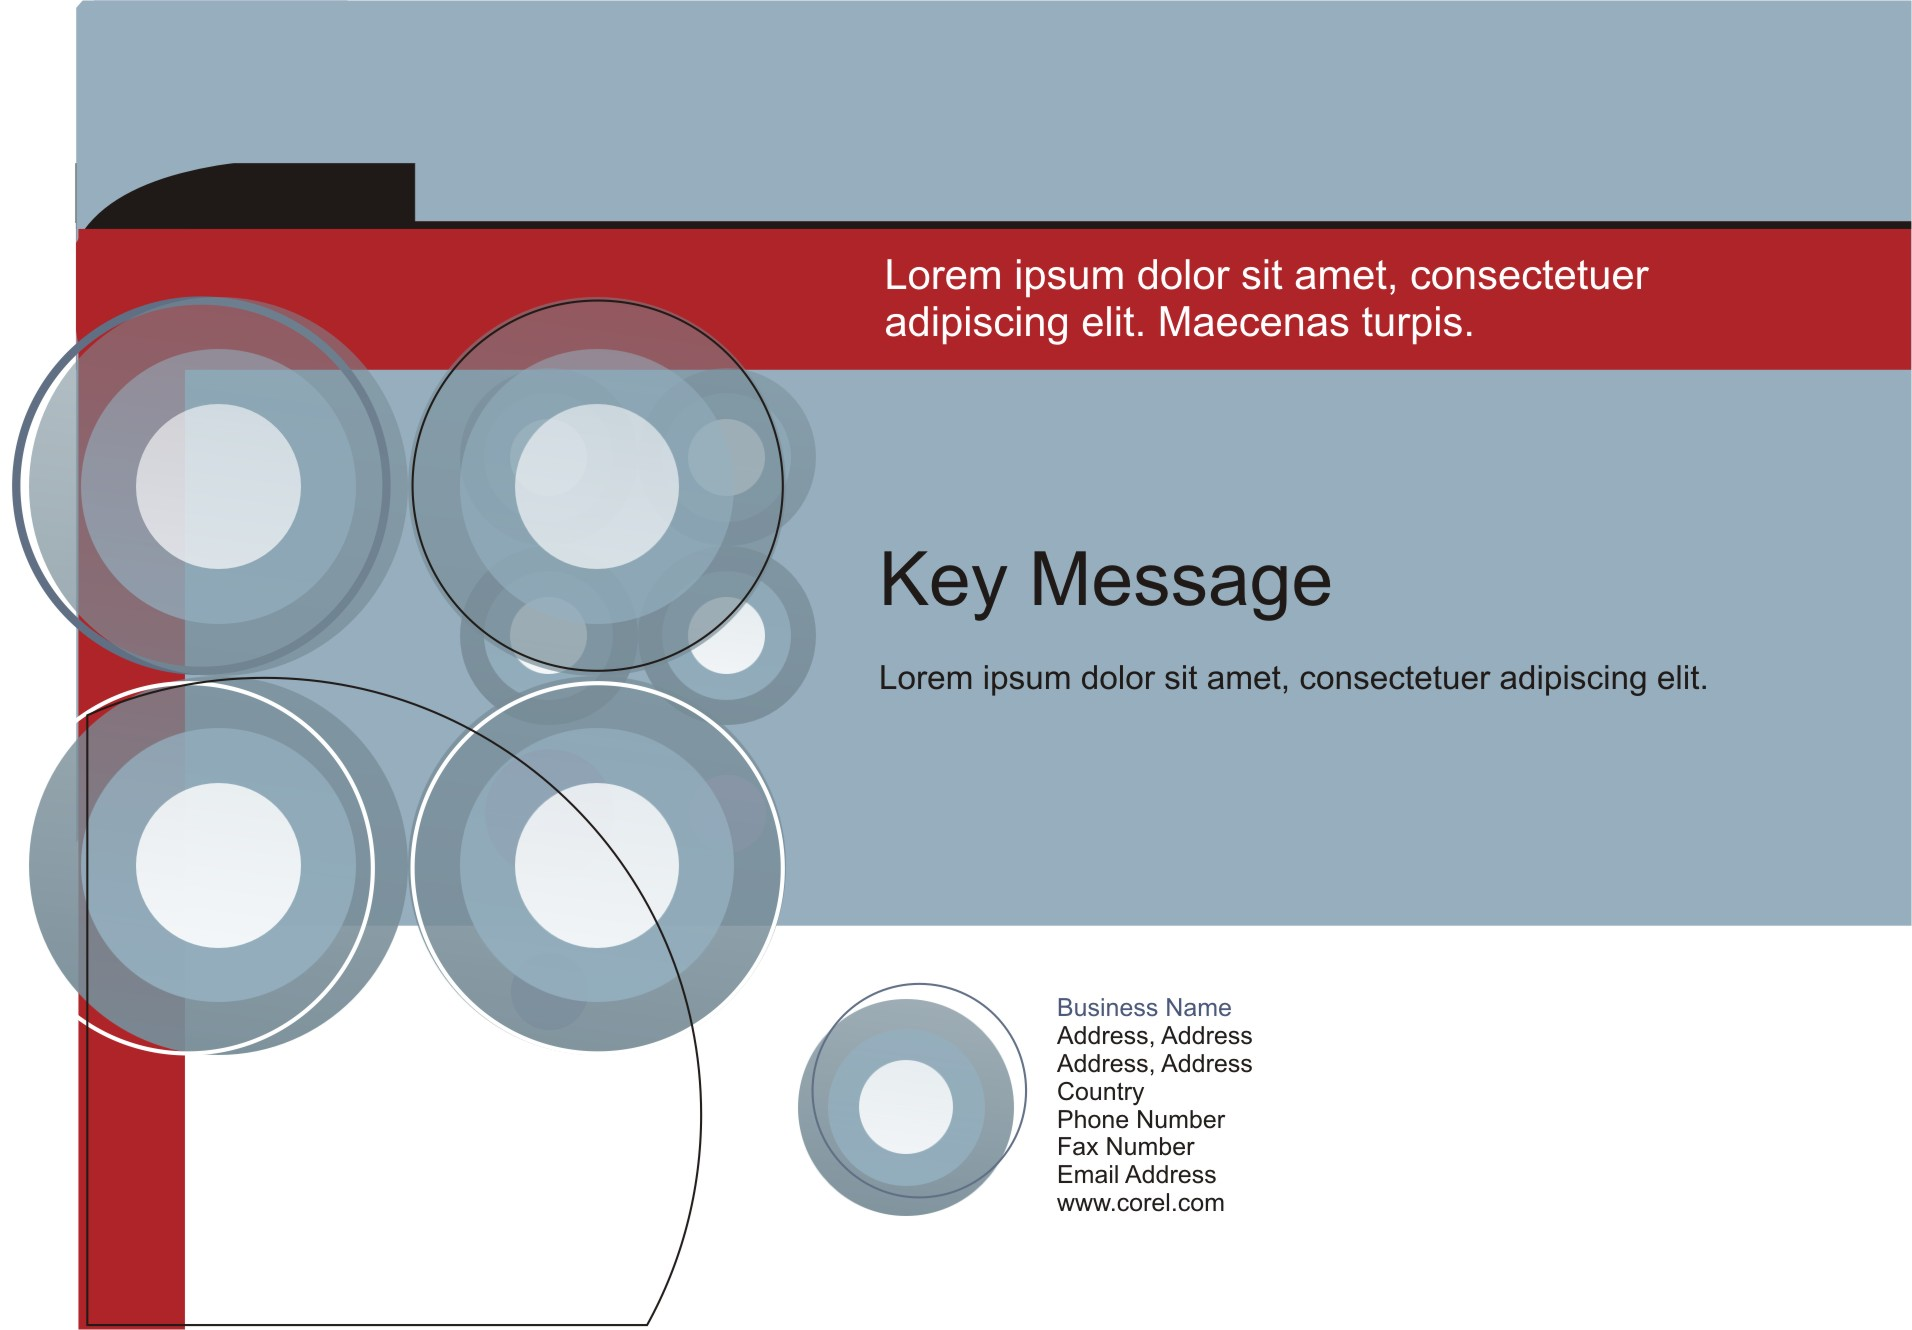 Lorem ipsum dolor sit amet, consectetuer
adipiscing elit. Maecenas turpis.
Key Message
Lorem ipsum dolor sit amet, consectetuer adipiscing elit.
Business Name
Address, Address
Address, Address
Country
Phone Number
Fax Number
Email Address
www.corel.com